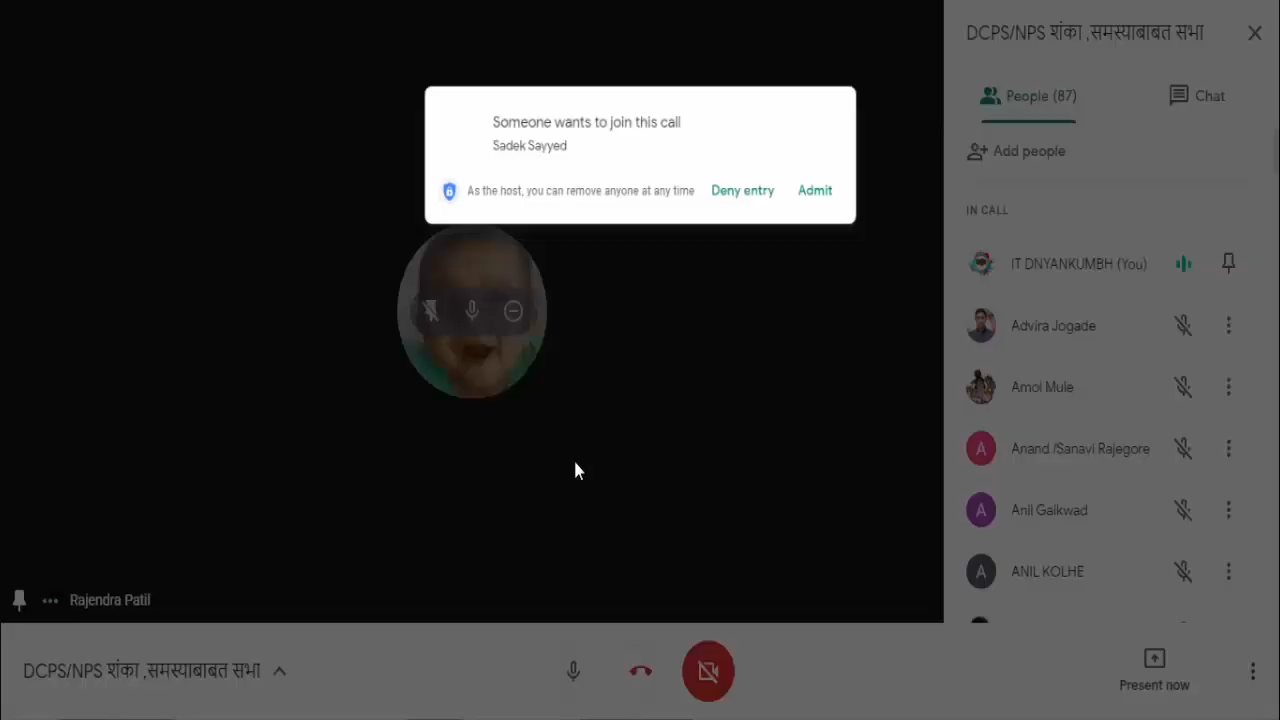 DCPS/NPS शंका ,समस्याबाबत सभा
People (87)
Chat
Add people
IN CALL
IT DNYANKUMBH (You)
Advira Jogade
Amol Mule
A Anand /Sanavi Rajegore
A Anil Gaikwad
A ANIL KOLHE
Someone wants to join this call
Sadek Sayyed
As the host, you can remove anyone at any time
Deny entry
Admit
Rajendra Patil
DCPS/NPS शंका ,समस्याबाबत सभा
Present now